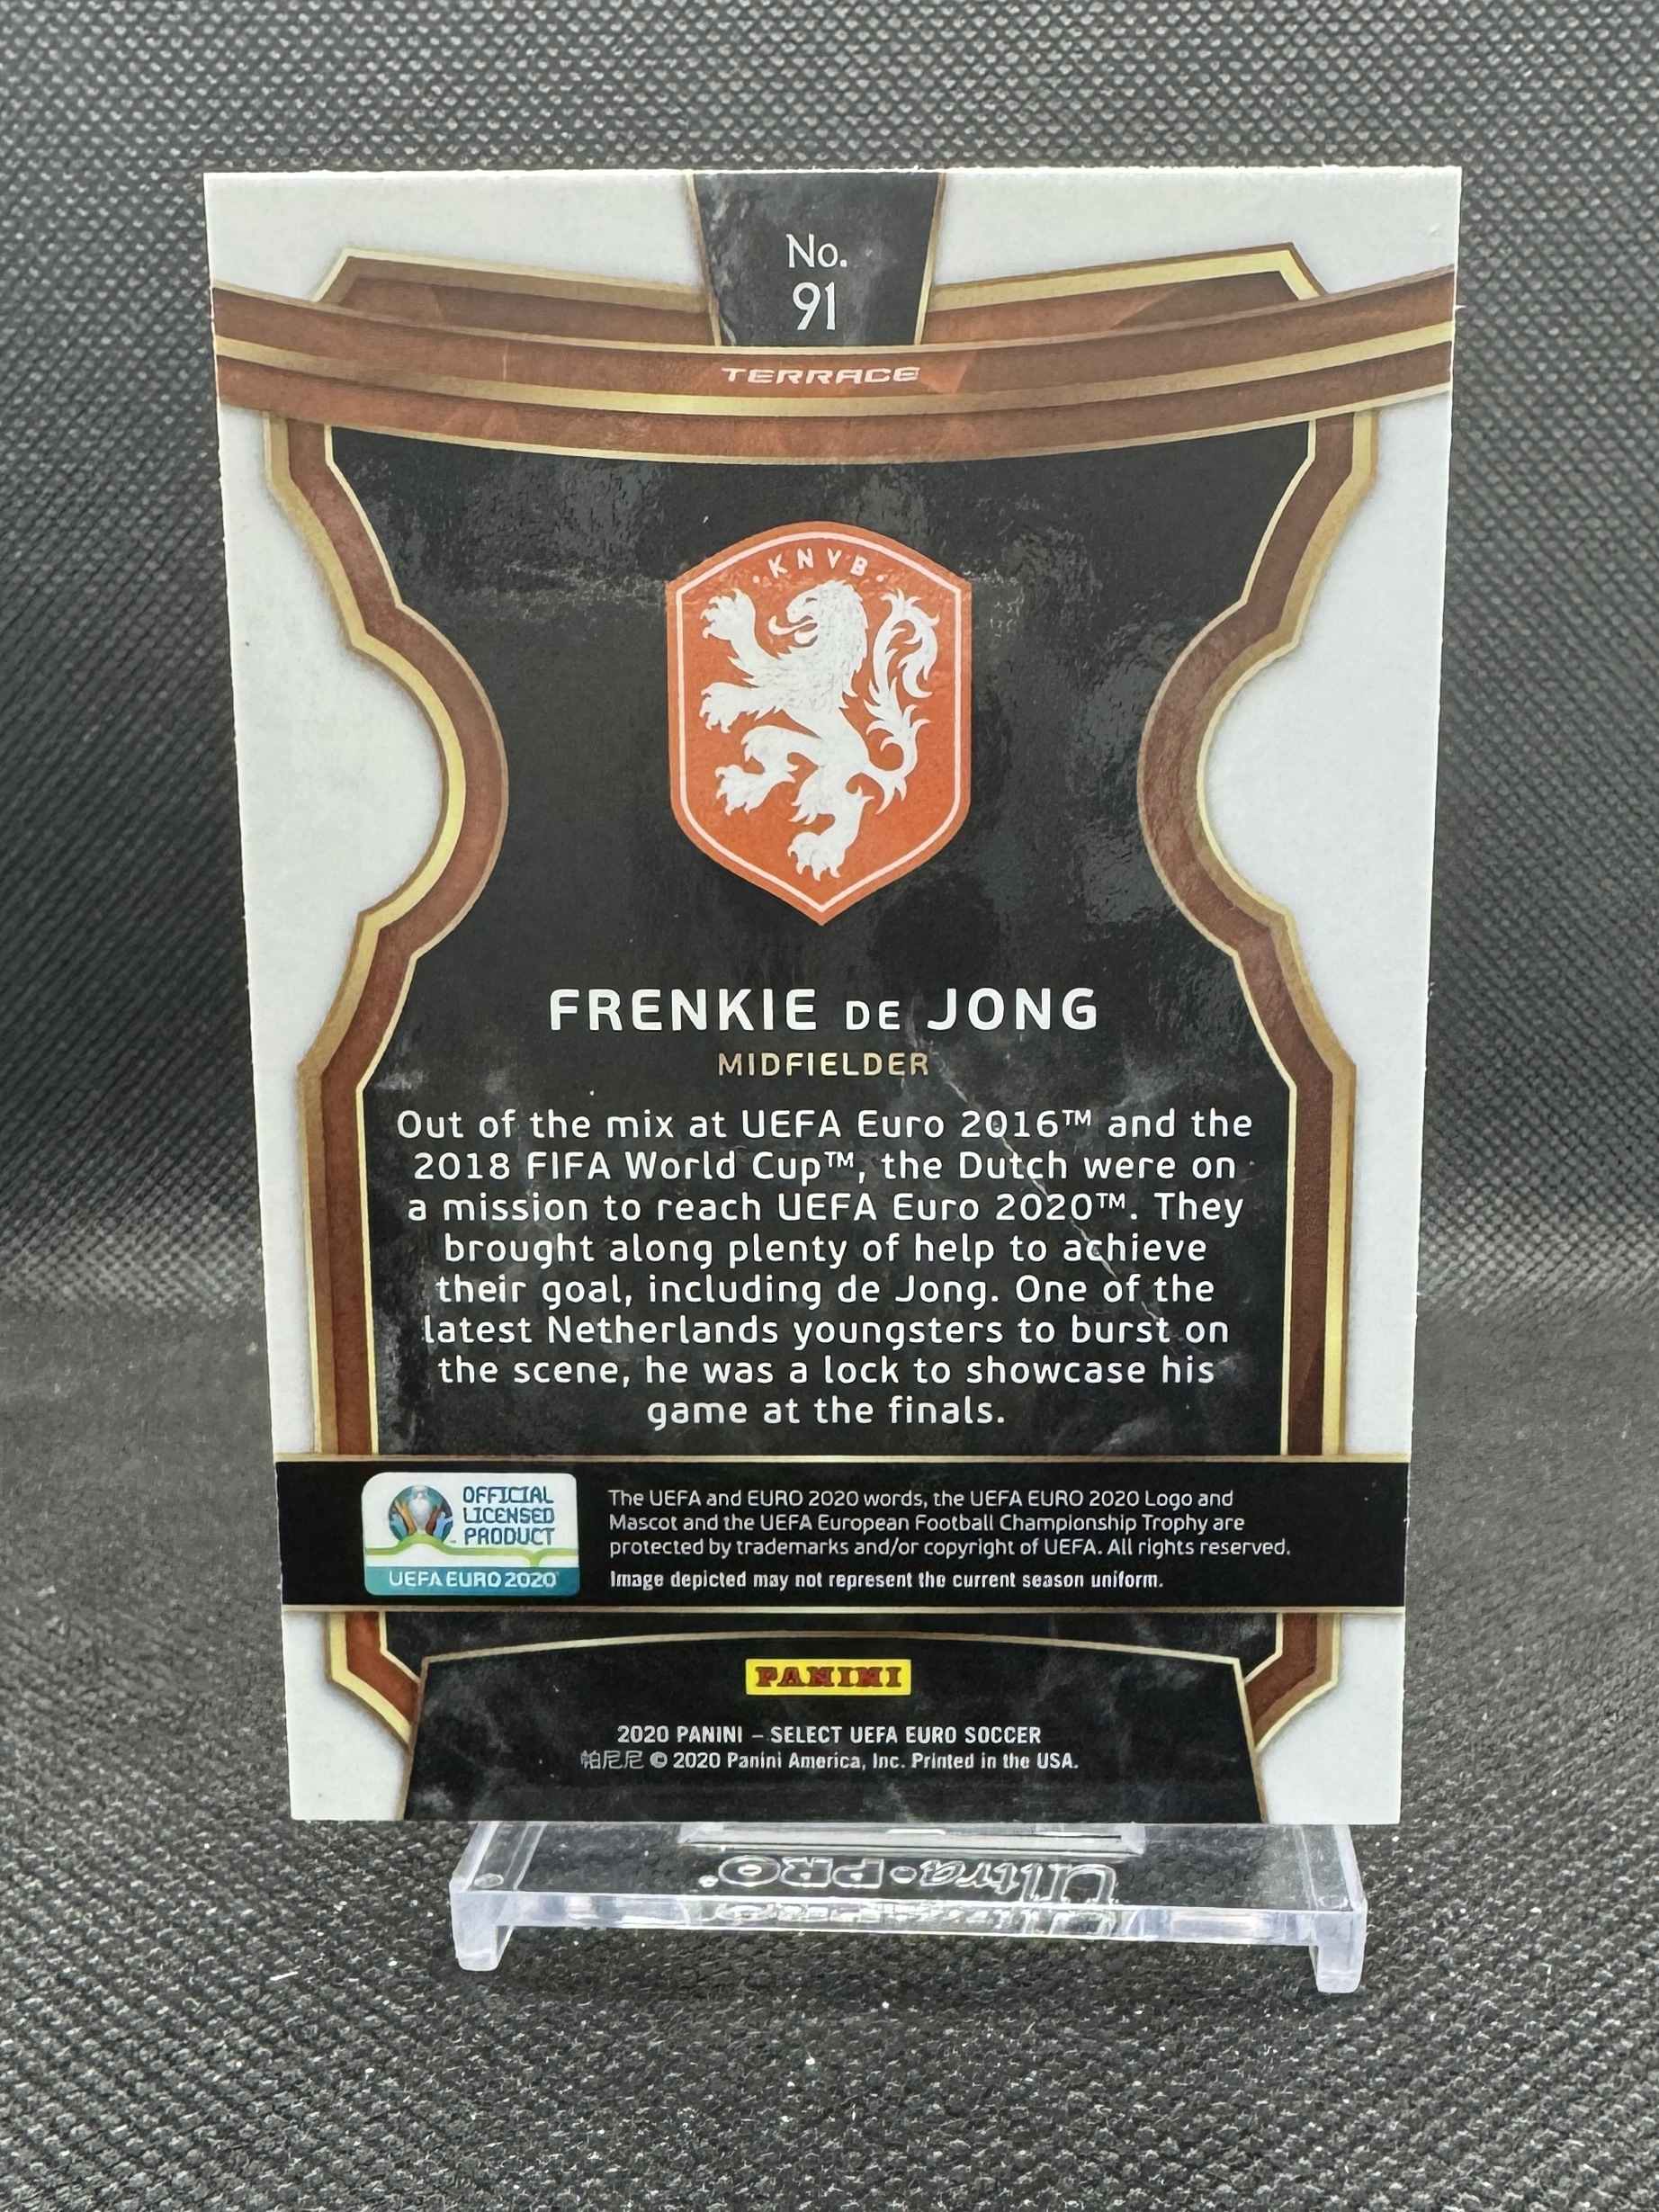 No.
91
TERRACE
KNVB
FRENKIE DE JONG
MIDFIELDER
Out of the mix at UEFA Euro 2016™ and the
2018 FIFA World Cup™, the Dutch were on
a mission to reach UEFA Euro 2020™. They
brought along plenty of help to achieve
their goal, including de Jong. One of the
latest Netherlands youngsters to burst on
the scene, he was a lock to showcase his
game at the finals.
OFFICIAL
LICENSED
PRODUCT
UEFA EURO2020
The UEFA and EURO 2020 words, the UEFA EURO 2020 Logo and
Mascot and the UEFA European Football Championship Trophy are
protected by trademarks and/or copyright of UEFA. All rights reserved.
Image depicted may not represent the current season uniform.
PANINI
2020 PANINI – SELECT UEFA EURO SOCCER
帕尼尼 © 2020 Panini America, Inc. Printed in the USA.
Ultra·PRO®